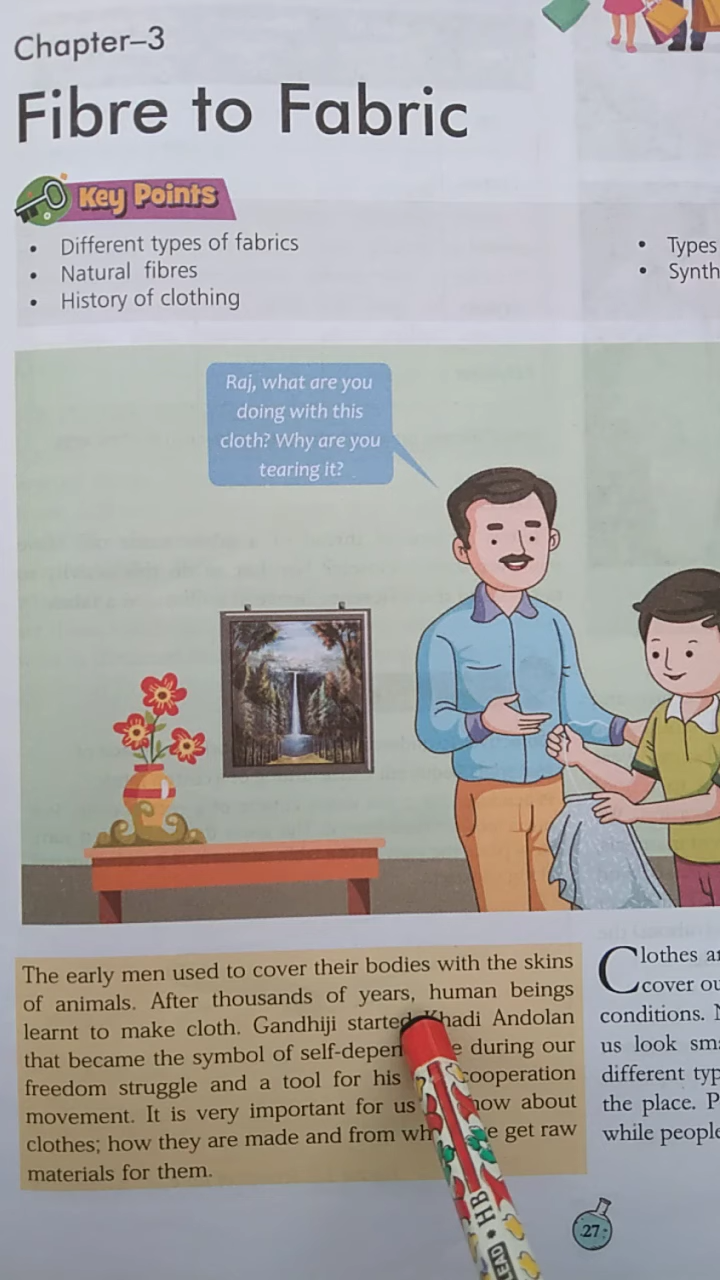 Chapter–3
Fibre to Fabric
Key Points
• Different types of fabrics
• Natural fibres
• History of clothing
• Types
• Synth
Raj, what are you
doing with this
cloth? Why are you
tearing it?
The early men used to cover their bodies with the skins
of animals. After thousands of years, human beings
learnt to make cloth. Gandhiji started Khadi Andolan
that became the symbol of self-depen e during our
freedom struggle and a tool for his cooperation
movement. It is very important for us now about
clothes; how they are made and from wh e get raw
materials for them.
Clothes a
cover ou
conditions.
us look sma
different typ
the place. P
while people
27
HB
LEAD